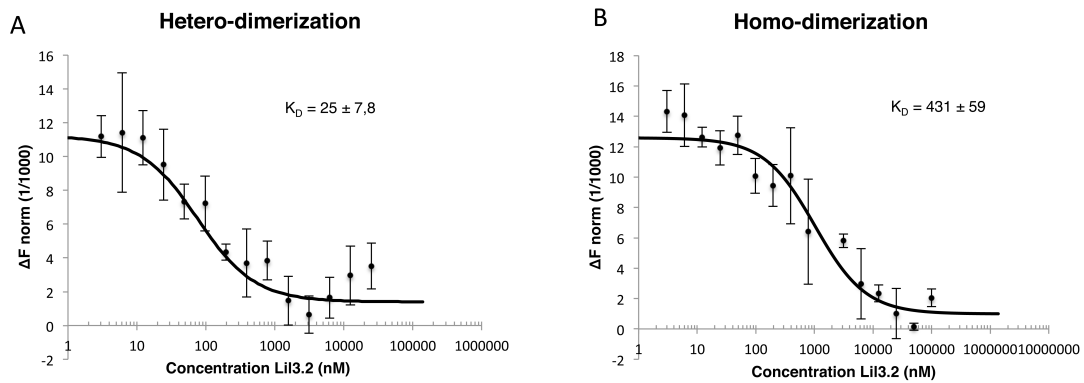 A
Hetero-dimerization
16
14
12
10
8
6
4
2
0
-2
ΔF norm (1/1000)
K_D = 25 ± 7,8
1 10 100 1000 10000 100000 1000000
Concentration Lil3.2 (nM)
B
Homo-dimerization
18
16
14
12
10
8
6
4
2
0
-2
ΔF norm (1/1000)
K_D = 431 ± 59
1 10 100 1000 10000 100000 1000000 10000000
Concentration Lil3.2 (nM)